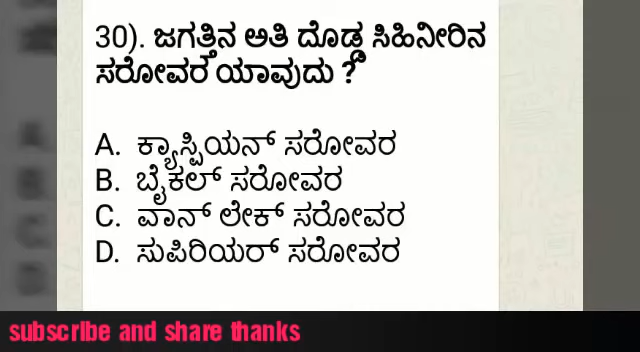 30). ಜಗತ್ತಿನ ಅತಿ ದೊಡ್ಡ ಸಿಹಿನೀರಿನ
ಸರೋವರ ಯಾವುದು ?
A. ಕ್ಯಾಸ್ಪಿಯನ್ ಸರೋವರ
B. ಬೈಕಲ್ ಸರೋವರ
C. ವಾನ್ ಲೇಕ್ ಸರೋವರ
D. ಸುಪಿರಿಯರ್ ಸರೋವರ
subscribe and share thanks